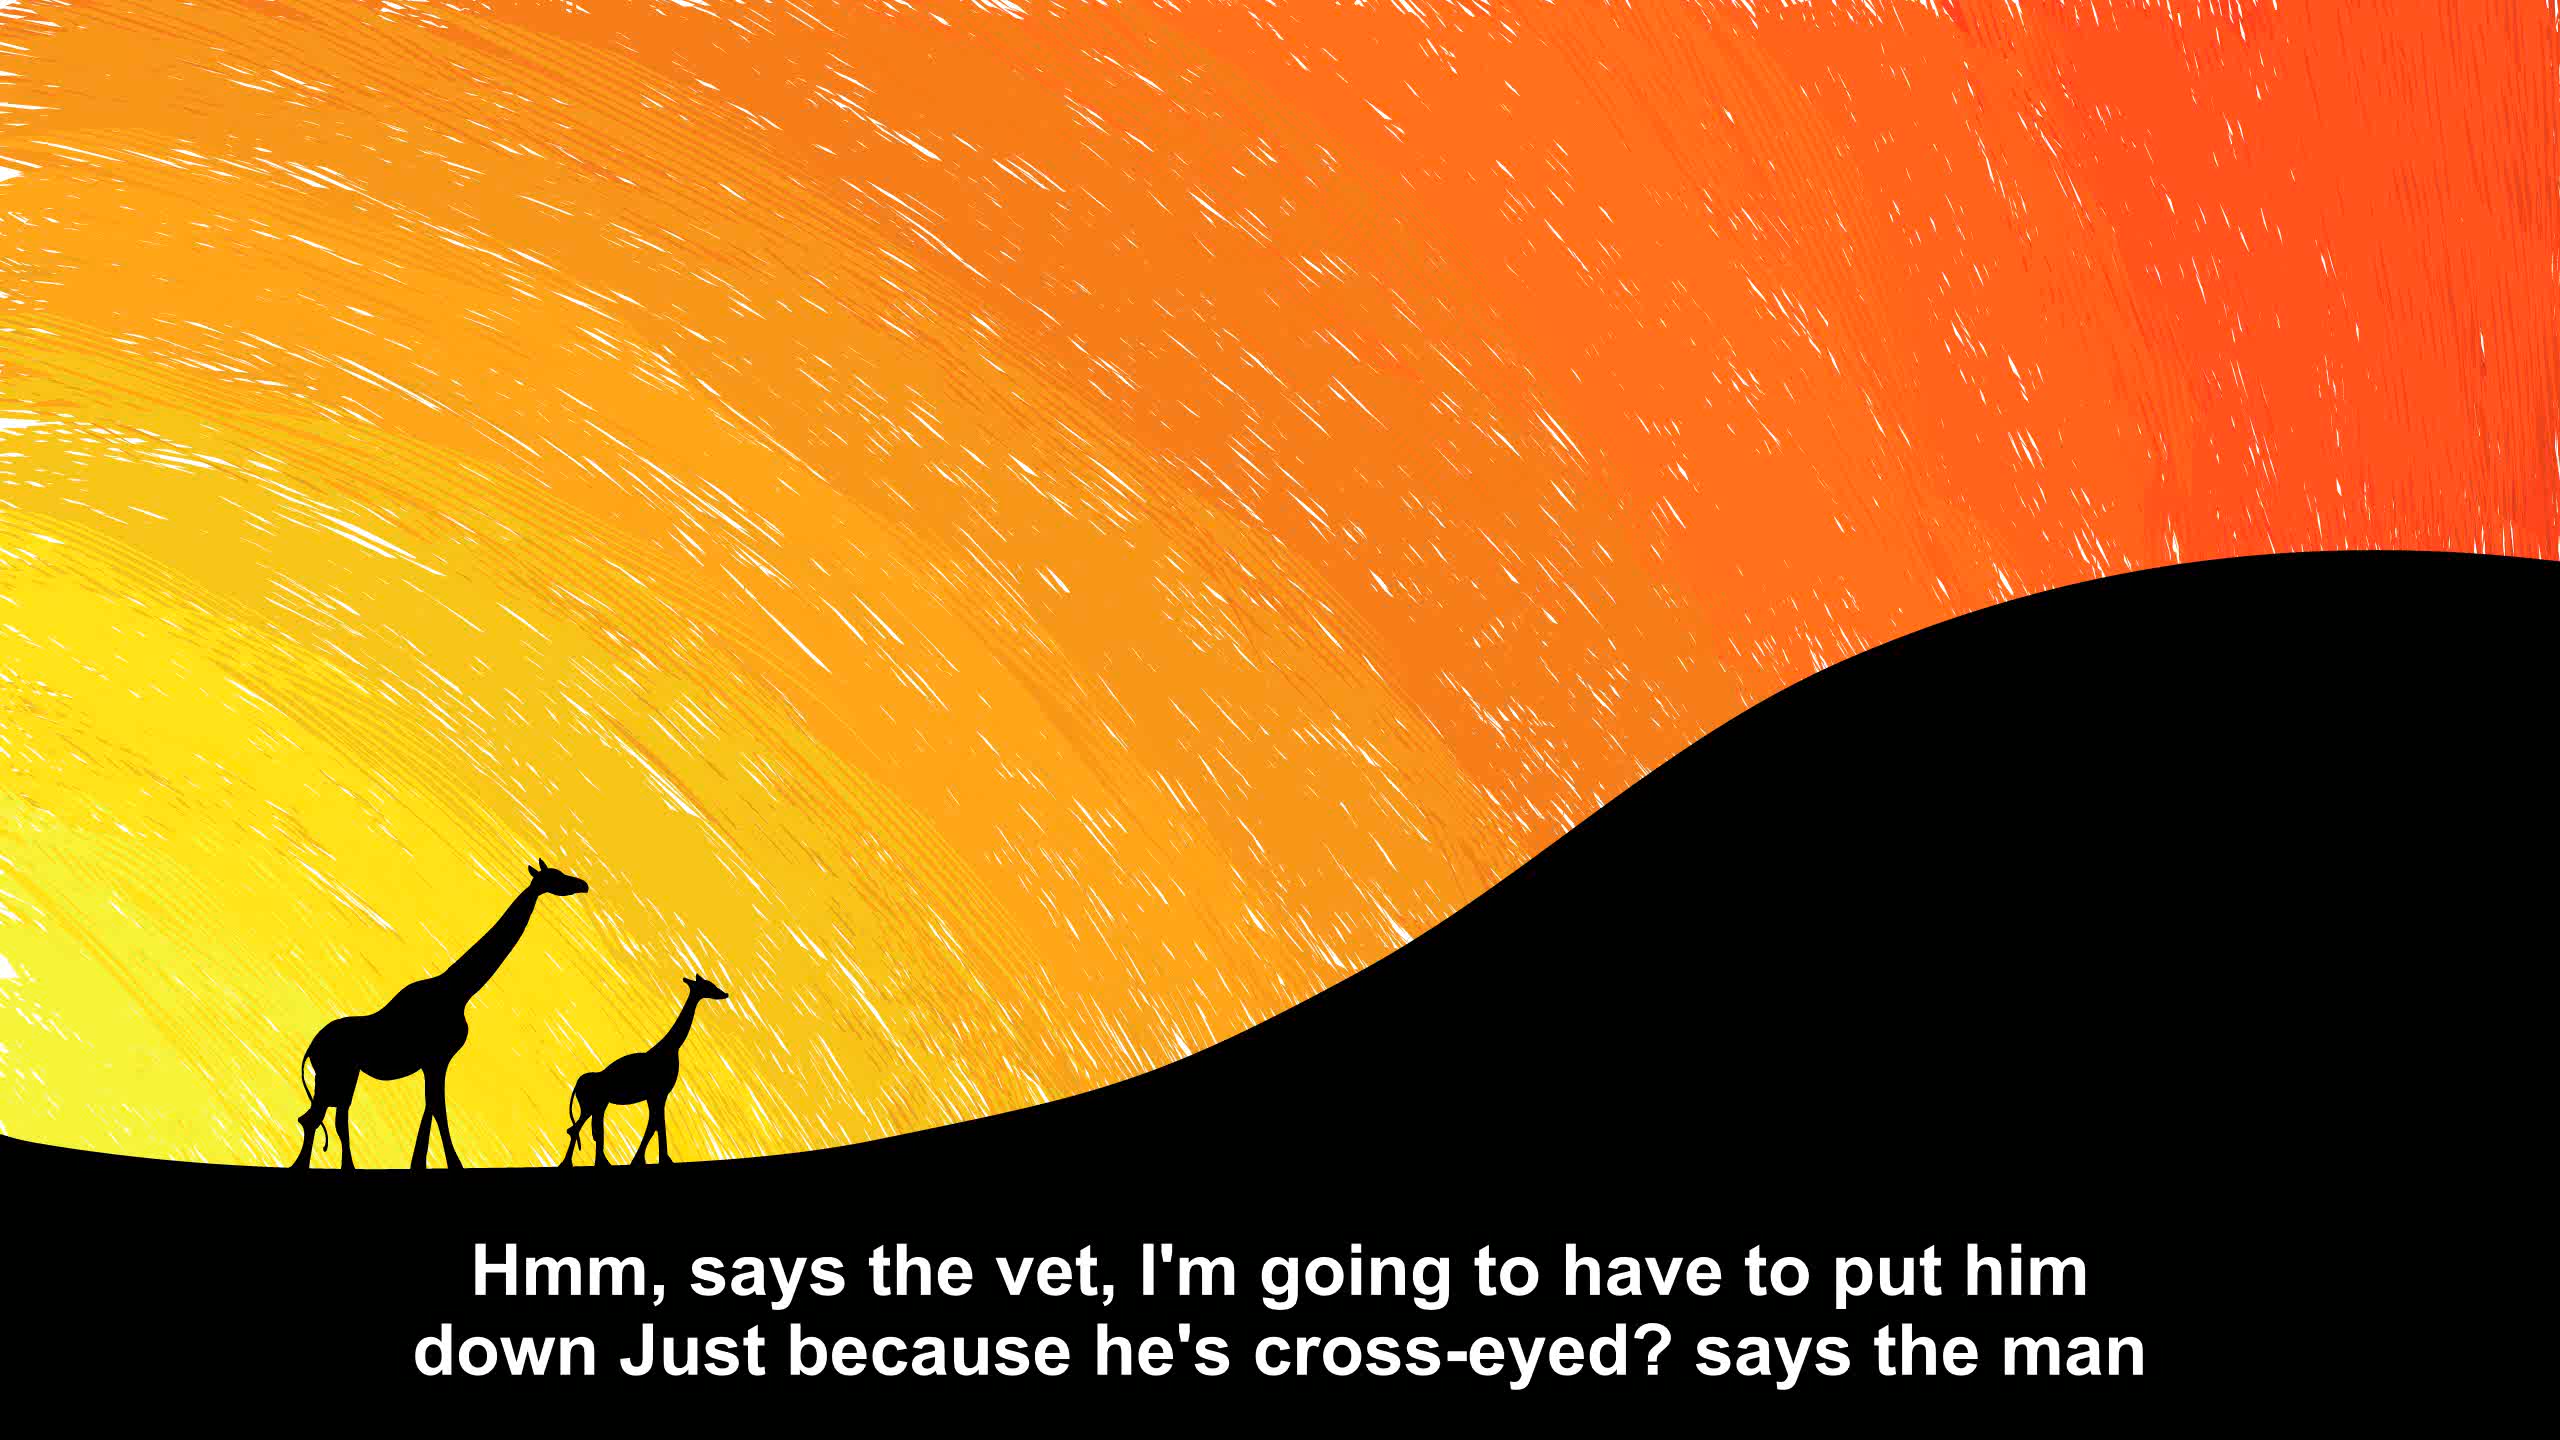 Hmm, says the vet, I'm going to have to put him
down Just because he's cross-eyed? says the man